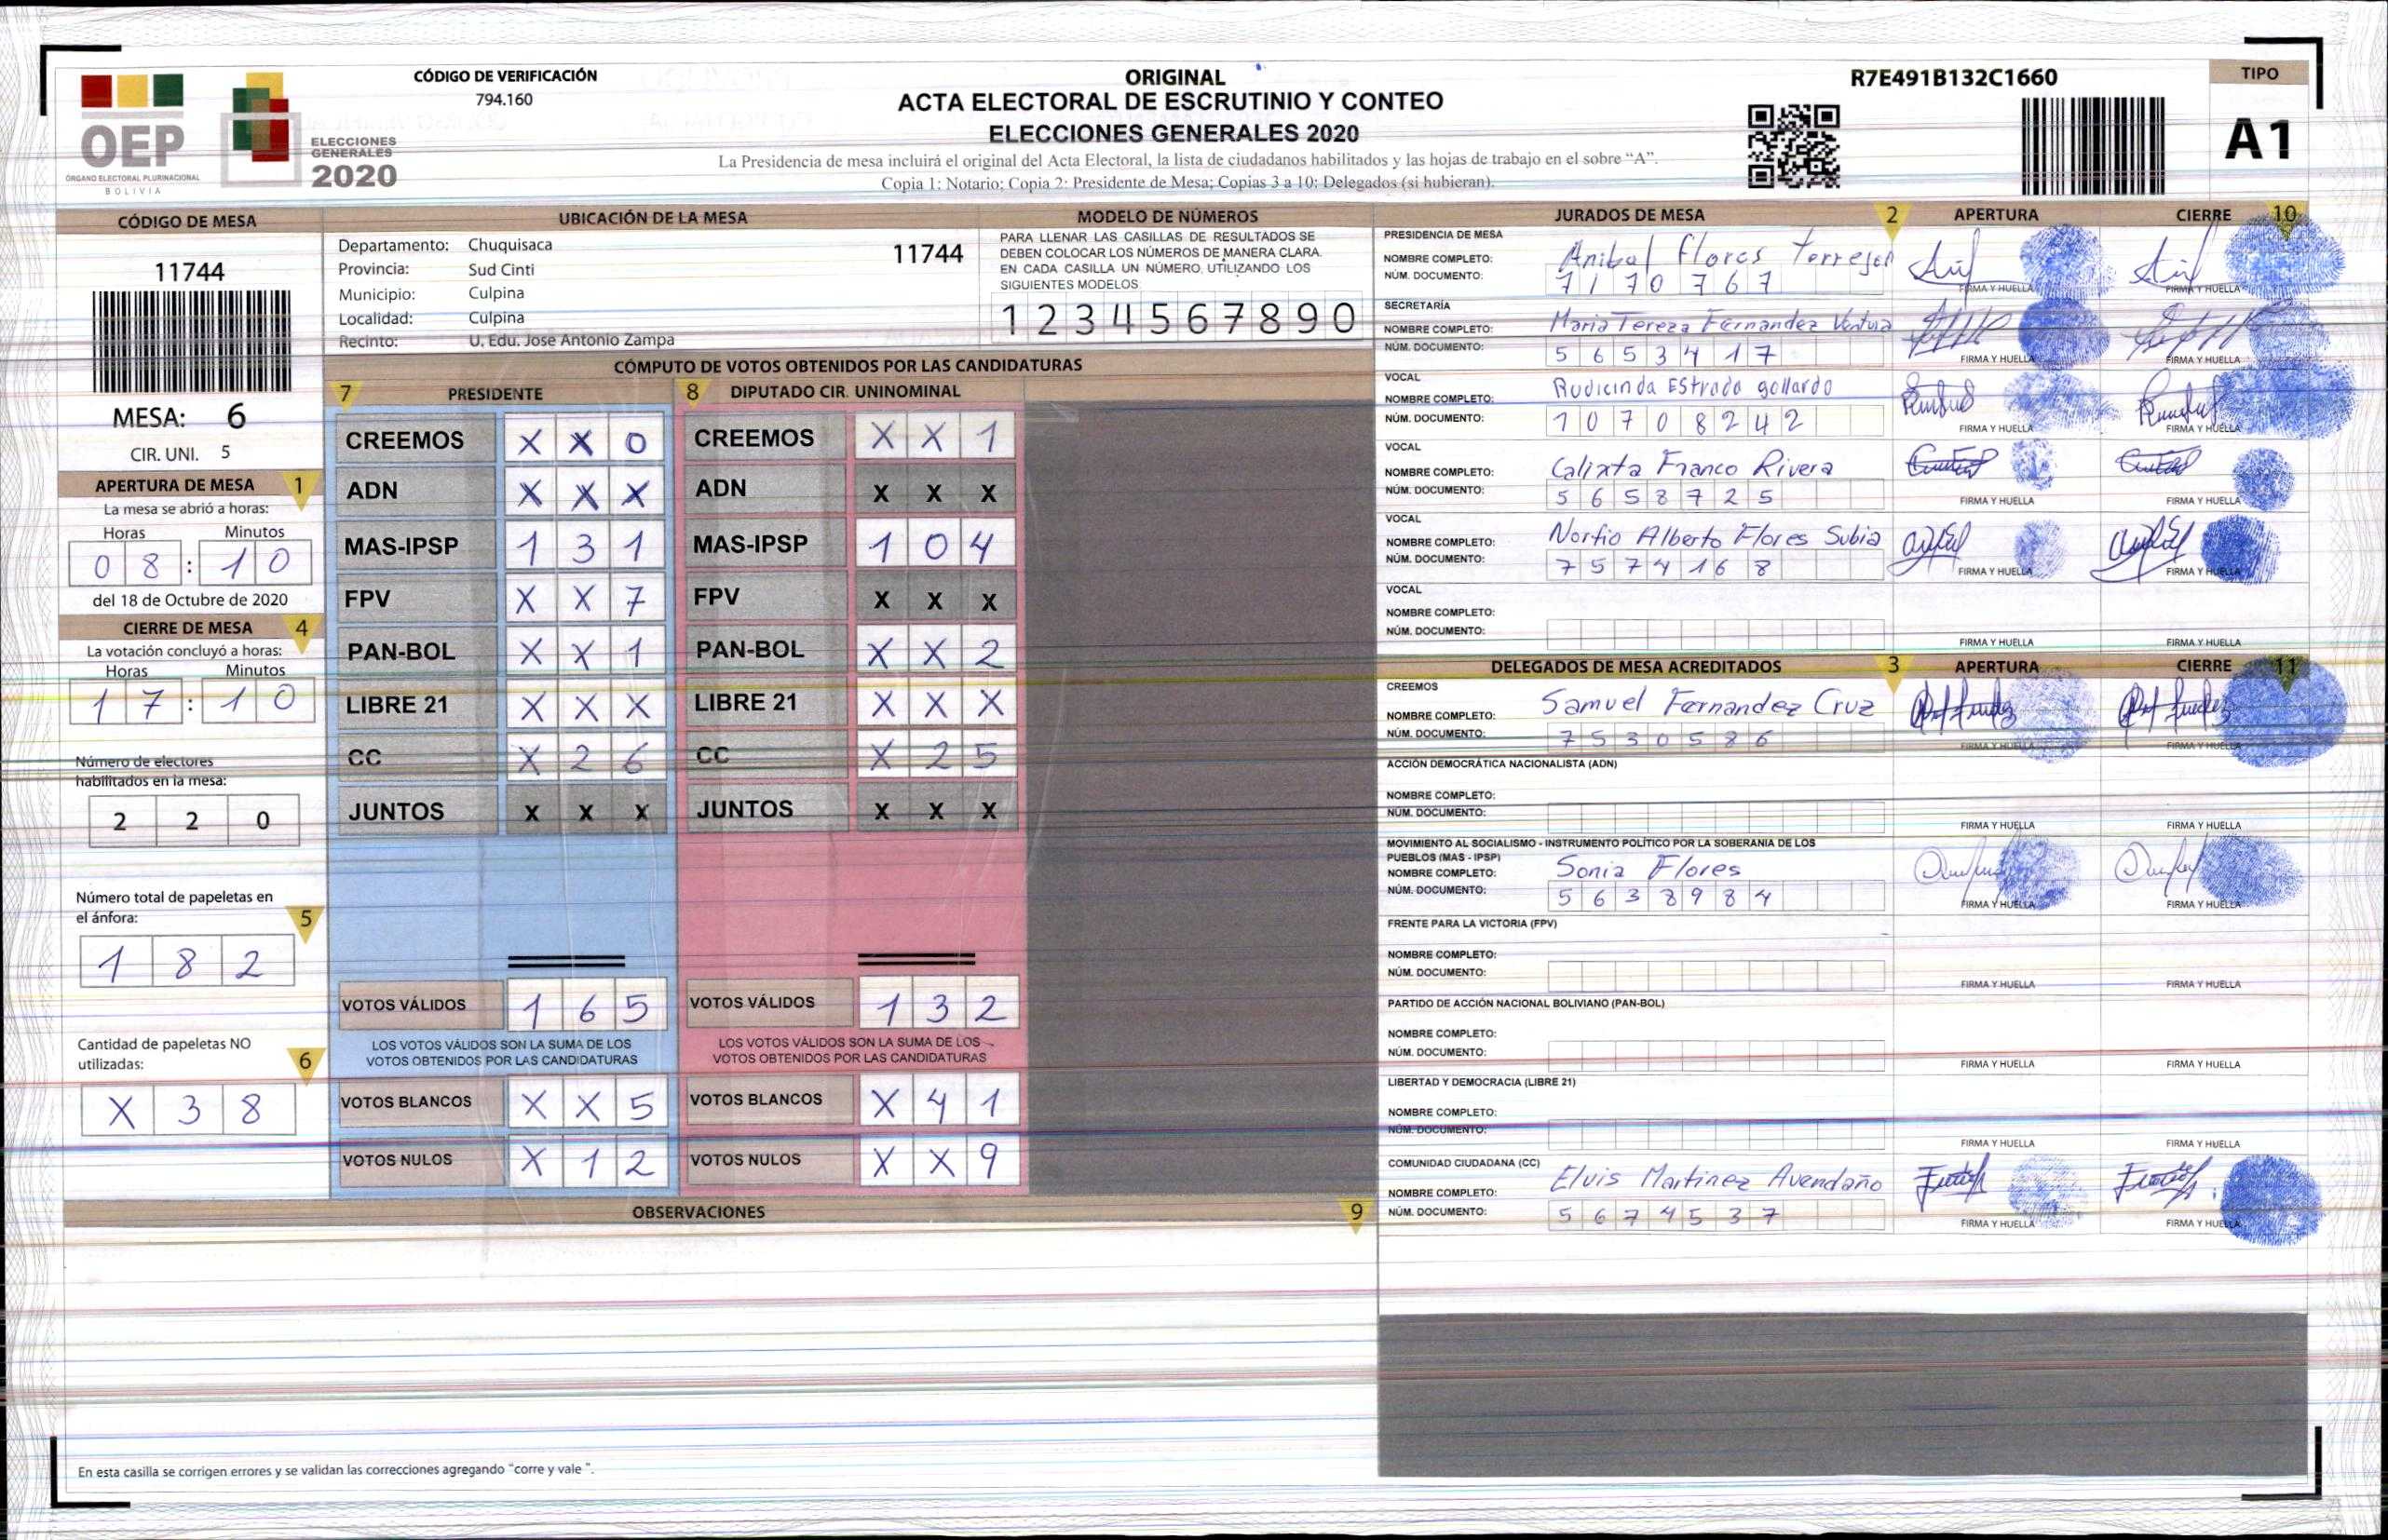 CÓDIGO DE VERIFICACIÓN
794.160
ORIGINAL
ACTA ELECTORAL DE ESCRUTINIO Y CONTEO
ELECCIONES GENERALES 2020
La Presidencia de mesa incluirá el original del Acta Electoral, la lista de ciudadanos habilitados y las hojas de trabajo en el sobre “A”.
Copia 1: Notario; Copia 2: Presidente de Mesa; Copias 3 a 10: Delegados (si hubieran).
R7E491B132C1660
TIPO
A1
OEP
ÓRGANO ELECTORAL PLURINACIONAL
BOLIVIA
ELECCIONES
GENERALES
2020
CÓDIGO DE MESA
11744
MESA: 6
CIR. UNI. 5
APERTURA DE MESA 1
La mesa se abrió a horas:
Horas Minutos
0 8 : 1 0
del 18 de Octubre de 2020
CIERRE DE MESA 4
La votación concluyó a horas:
Horas Minutos
1 7 : 1 0
Número de electores
habilitados en la mesa:
2 2 0
Número total de papeletas en
el ánfora: 5
1 8 2
Cantidad de papeletas NO
utilizadas: 6
X 3 8
UBICACIÓN DE LA MESA
Departamento: Chuquisaca 11744
Provincia: Sud Cinti
Municipio: Culpina
Localidad: Culpina
Recinto: U. Edu. Jose Antonio Zampa
MODELO DE NÚMEROS
PARA LLENAR LAS CASILLAS DE RESULTADOS SE
DEBEN COLOCAR LOS NÚMEROS DE MANERA CLARA.
EN CADA CASILLA UN NÚMERO, UTILIZANDO LOS
SIGUIENTES MODELOS
1 2 3 4 5 6 7 8 9 0
CÓMPUTO DE VOTOS OBTENIDOS POR LAS CANDIDATURAS
7 PRESIDENTE
CREEMOS X X 0
ADN X X X
MAS-IPSP 1 3 1
FPV X X 7
PAN-BOL X X 1
LIBRE 21 X X X
CC X 2 6
JUNTOS X X X
VOTOS VÁLIDOS 1 6 5
LOS VOTOS VÁLIDOS SON LA SUMA DE LOS
VOTOS OBTENIDOS POR LAS CANDIDATURAS
VOTOS BLANCOS X X 5
VOTOS NULOS X 1 2
8 DIPUTADO CIR. UNINOMINAL
CREEMOS X X 1
ADN X X X
MAS-IPSP 1 0 4
FPV X X X
PAN-BOL X X 2
LIBRE 21 X X X
CC X 2 5
JUNTOS X X X
VOTOS VÁLIDOS 1 3 2
LOS VOTOS VÁLIDOS SON LA SUMA DE LOS
VOTOS OBTENIDOS POR LAS CANDIDATURAS
VOTOS BLANCOS X 4 1
VOTOS NULOS X X 9
OBSERVACIONES 9
En esta casilla se corrigen errores y se validan las correcciones agregando “corre y vale ”.
JURADOS DE MESA 2 APERTURA CIERRE 10
PRESIDENCIA DE MESA
NOMBRE COMPLETO: Anibal Flores Terrejon
NÚM. DOCUMENTO: 7 1 7 0 7 6 7
FIRMA Y HUELLA FIRMA Y HUELLA
SECRETARÍA
NOMBRE COMPLETO: Maria Tereza Fernandez Ventura
NÚM. DOCUMENTO: 5 6 5 3 4 1 7
FIRMA Y HUELLA FIRMA Y HUELLA
VOCAL
NOMBRE COMPLETO: Rudicinda EStrada gallardo
NÚM. DOCUMENTO: 1 0 7 0 8 2 4 2
FIRMA Y HUELLA FIRMA Y HUELLA
VOCAL
NOMBRE COMPLETO: Calixta Franco Rivera
NÚM. DOCUMENTO: 5 6 5 8 7 2 5
FIRMA Y HUELLA FIRMA Y HUELLA
VOCAL
NOMBRE COMPLETO: Norfio Alberto Flores Subia
NÚM. DOCUMENTO: 7 5 7 4 1 6 8
FIRMA Y HUELLA FIRMA Y HUELLA
VOCAL
NOMBRE COMPLETO:
NÚM. DOCUMENTO:
FIRMA Y HUELLA FIRMA Y HUELLA
DELEGADOS DE MESA ACREDITADOS 3 APERTURA CIERRE 11
CREEMOS
NOMBRE COMPLETO: Samuel Fernandez Cruz
NÚM. DOCUMENTO: 7 5 3 0 5 8 6
FIRMA Y HUELLA FIRMA Y HUELLA
ACCIÓN DEMOCRÁTICA NACIONALISTA (ADN)
NOMBRE COMPLETO:
NÚM. DOCUMENTO:
FIRMA Y HUELLA FIRMA Y HUELLA
MOVIMIENTO AL SOCIALISMO - INSTRUMENTO POLÍTICO POR LA SOBERANIA DE LOS
PUEBLOS (MAS - IPSP)
NOMBRE COMPLETO: Sonia Flores
NÚM. DOCUMENTO: 5 6 3 8 9 8 4
FIRMA Y HUELLA FIRMA Y HUELLA
FRENTE PARA LA VICTORIA (FPV)
NOMBRE COMPLETO:
NÚM. DOCUMENTO:
FIRMA Y HUELLA FIRMA Y HUELLA
PARTIDO DE ACCIÓN NACIONAL BOLIVIANO (PAN-BOL)
NOMBRE COMPLETO:
NÚM. DOCUMENTO:
FIRMA Y HUELLA FIRMA Y HUELLA
LIBERTAD Y DEMOCRACIA (LIBRE 21)
NOMBRE COMPLETO:
NÚM. DOCUMENTO:
FIRMA Y HUELLA FIRMA Y HUELLA
COMUNIDAD CIUDADANA (CC)
NOMBRE COMPLETO: Elvis Martinez Avendaño
NÚM. DOCUMENTO: 5 6 7 4 5 3 7
FIRMA Y HUELLA FIRMA Y HUELLA